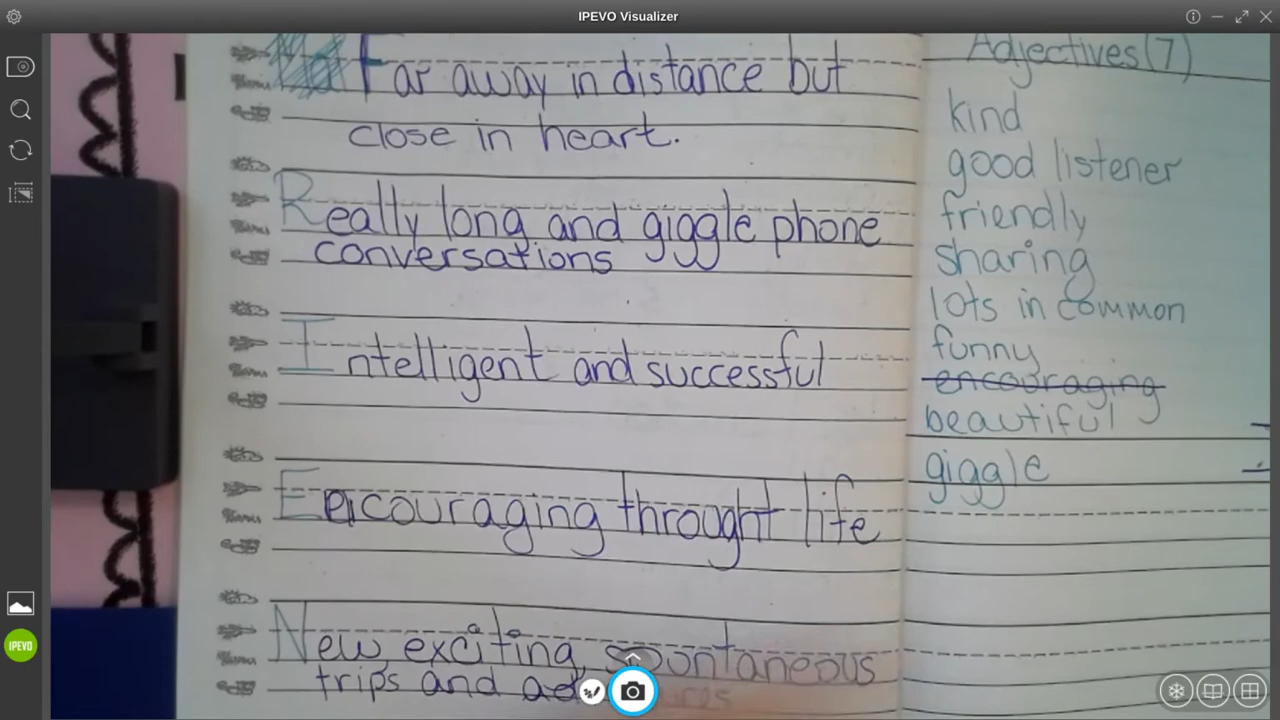 IPEVO Visualizer
Far away in distance but
close in heart.
Really long and giggle phone
conversations
Intelligent and successful
Encouraging throught life
New exciting, spontaneous
trips and
Adjectives (7)
kind
good listener
friendly
sharing
lots in common
funny
encouraging
beautiful
giggle
IPEVO